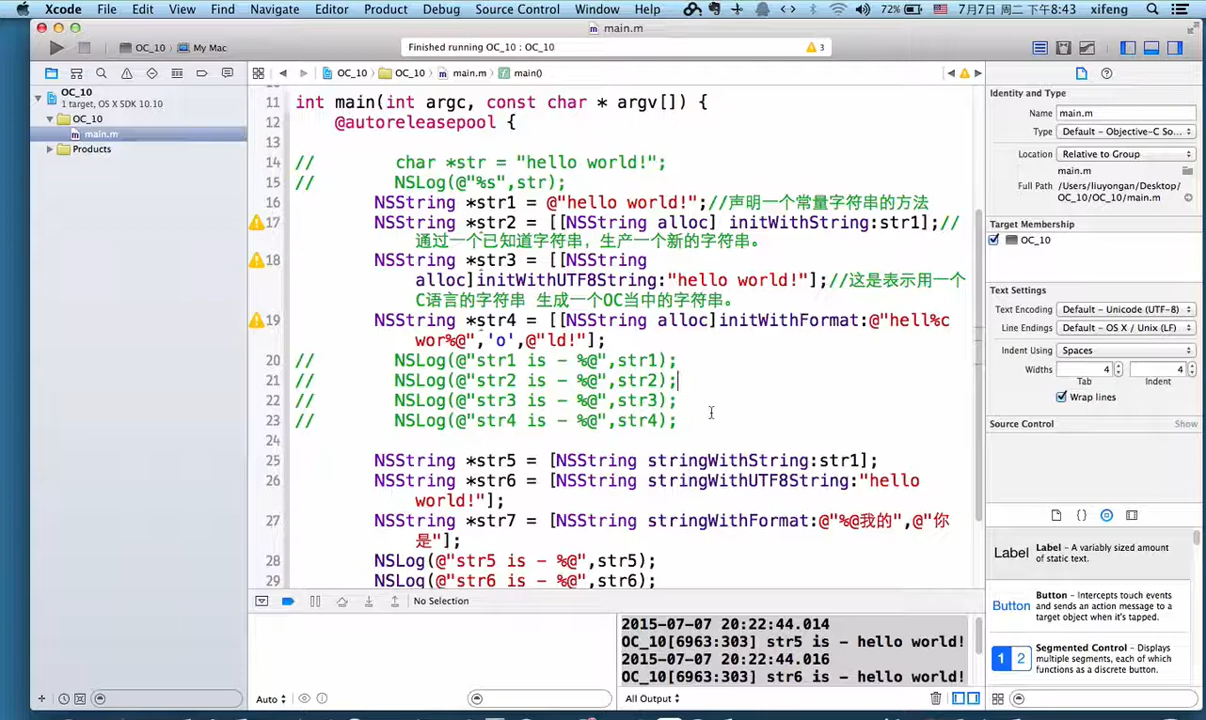 Xcode File Edit View Find Navigate Editor Product Debug Source Control Window Help 72% 7月7日 周二 下午8:43 xifeng
main.m
OC_10 My Mac Finished running OC_10 : OC_10 3
OC_10 OC_10 main.m main()
OC_10
1 target, OS X SDK 10.10
OC_10
main.m
Products
11 int main(int argc, const char * argv[]) {
12 @autoreleasepool {
13
14 // char *str = "hello world!";
15 // NSLog(@"%s",str);
16 NSString *str1 = @"hello world!";//声明一个常量字符串的方法
17 NSString *str2 = [[NSString alloc] initWithString:str1];//
通过一个已知道字符串，生产一个新的字符串。
18 NSString *str3 = [[NSString
alloc]initWithUTF8String:"hello world!"];//这是表示用一个
C语言的字符串 生成一个OC当中的字符串。
19 NSString *str4 = [[NSString alloc]initWithFormat:@"hell%c
wor%@",'o',@"ld!"];
20 // NSLog(@"str1 is - %@",str1);
21 // NSLog(@"str2 is - %@",str2);
22 // NSLog(@"str3 is - %@",str3);
23 // NSLog(@"str4 is - %@",str4);
24
25 NSString *str5 = [NSString stringWithString:str1];
26 NSString *str6 = [NSString stringWithUTF8String:"hello
world!"];
27 NSString *str7 = [NSString stringWithFormat:@"%@我的",@"你
是"];
28 NSLog(@"str5 is - %@",str5);
29 NSLog(@"str6 is - %@",str6);
No Selection
2015-07-07 20:22:44.014
OC_10[6963:303] str5 is - hello world!
2015-07-07 20:22:44.016
OC_10[6963:303] str6 is - hello world!
Auto
All Output
Identity and Type
Name main.m
Type Default - Objective-C So...
Location Relative to Group
main.m
Full Path /Users/liuyongan/Desktop/
OC_10/OC_10/main.m
Target Membership
OC_10
Text Settings
Text Encoding Default - Unicode (UTF-8)
Line Endings Default - OS X / Unix (LF)
Indent Using Spaces
Widths 4 4
Tab Indent
Wrap lines
Source Control Show
Label Label - A variably sized amount
of static text.
Button Button - Intercepts touch events
and sends an action message to a
target object when it's tapped.
1 2 Segmented Control - Displays
multiple segments, each of which
functions as a discrete button.